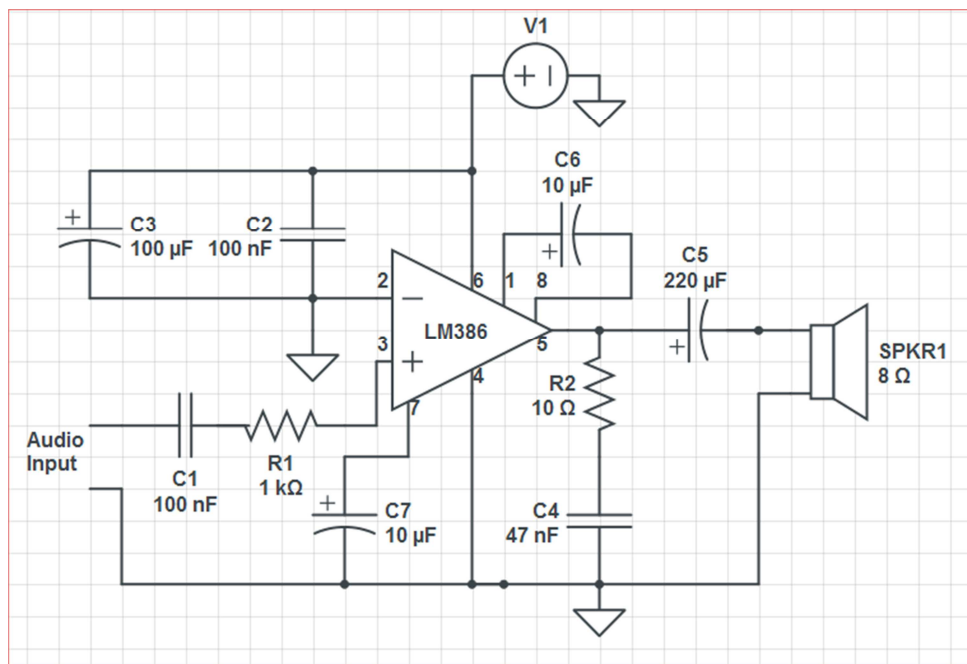 V1
+ −
C6
10 µF
+
C3
100 µF
C2
100 nF
+
C5
220 µF
2
6
1
8
−
LM386
3
+
5
4
7
+
SPKR1
8 Ω
R2
10 Ω
Audio
Input
C1
100 nF
R1
1 kΩ
+
C7
10 µF
C4
47 nF
+